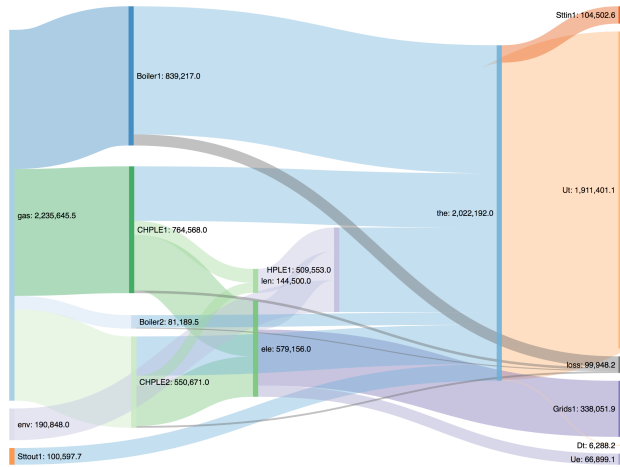 Sttin1: 104,502.6
Boiler1: 839,217.0
Ut: 1,911,401.1
gas: 2,235,645.5
the: 2,022,192.0
CHPLE1: 764,568.0
HPLE1: 509,553.0
len: 144,500.0
Boiler2: 81,189.5
ele: 579,156.0
loss: 99,948.2
CHPLE2: 550,671.0
Grids1: 338,051.9
env: 190,848.0
Dt: 6,288.2
Sttout1: 100,597.7
Ue: 66,899.1